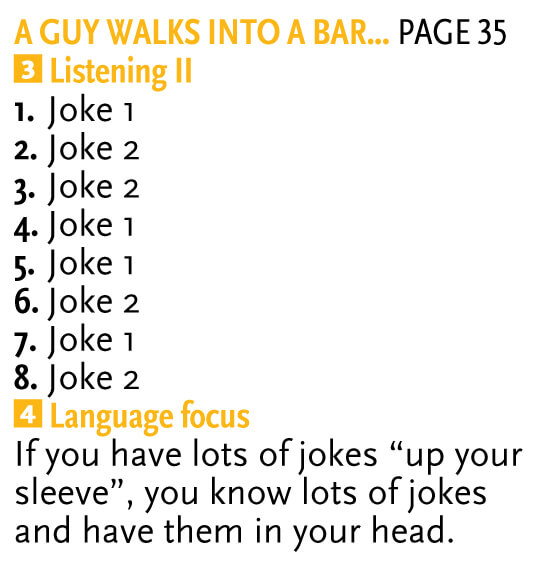 A GUY WALKS INTO A BAR... PAGE 35
3 Listening II
1. Joke 1
2. Joke 2
3. Joke 2
4. Joke 1
5. Joke 1
6. Joke 2
7. Joke 1
8. Joke 2
4 Language focus
If you have lots of jokes “up your
sleeve”, you know lots of jokes
and have them in your head.